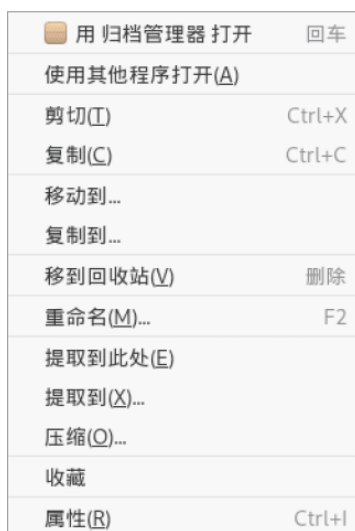 用 归档管理器 打开 回车
使用其他程序打开(A)
剪切(T) Ctrl+X
复制(C) Ctrl+C
移动到...
复制到...
移到回收站(V) 删除
重命名(M)... F2
提取到此处(E)
提取到(X)...
压缩(O)...
收藏
属性(R) Ctrl+I